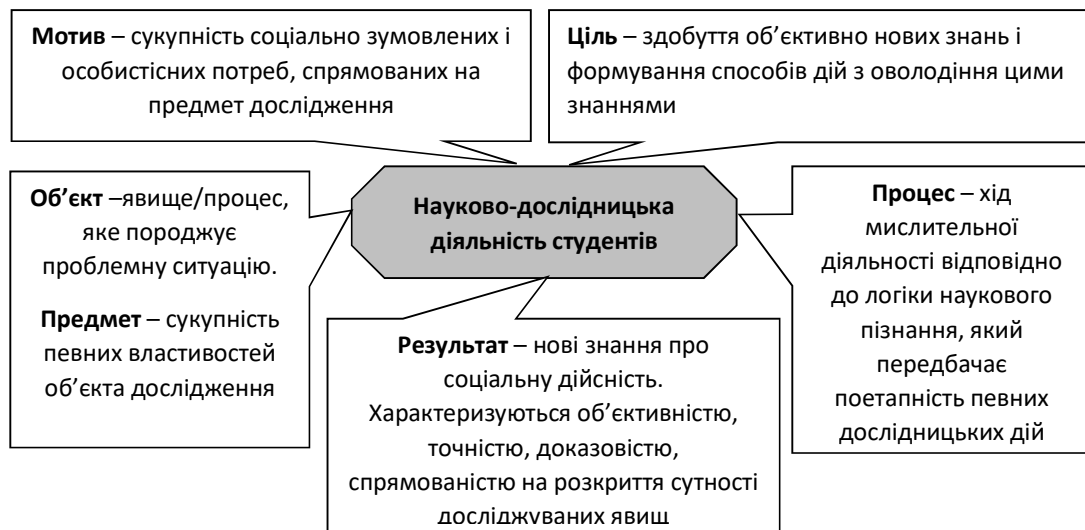 Мотив – сукупність соціально зумовлених і
особистісних потреб, спрямованих на
предмет дослідження
Ціль – здобуття об’єктивно нових знань і
формування способів дій з оволодіння цими
знаннями
Об’єкт –явище/процес,
яке породжує
проблемну ситуацію.
Предмет – сукупність
певних властивостей
об’єкта дослідження
Науково-дослідницька
діяльність студентів
Процес – хід
мислительної
діяльності відповідно
до логіки наукового
пізнання, який
передбачає
поетапність певних
дослідницьких дій
Результат – нові знання про
соціальну дійсність.
Характеризуються об’єктивністю,
точністю, доказовістю,
спрямованістю на розкриття сутності
досліджуваних явищ